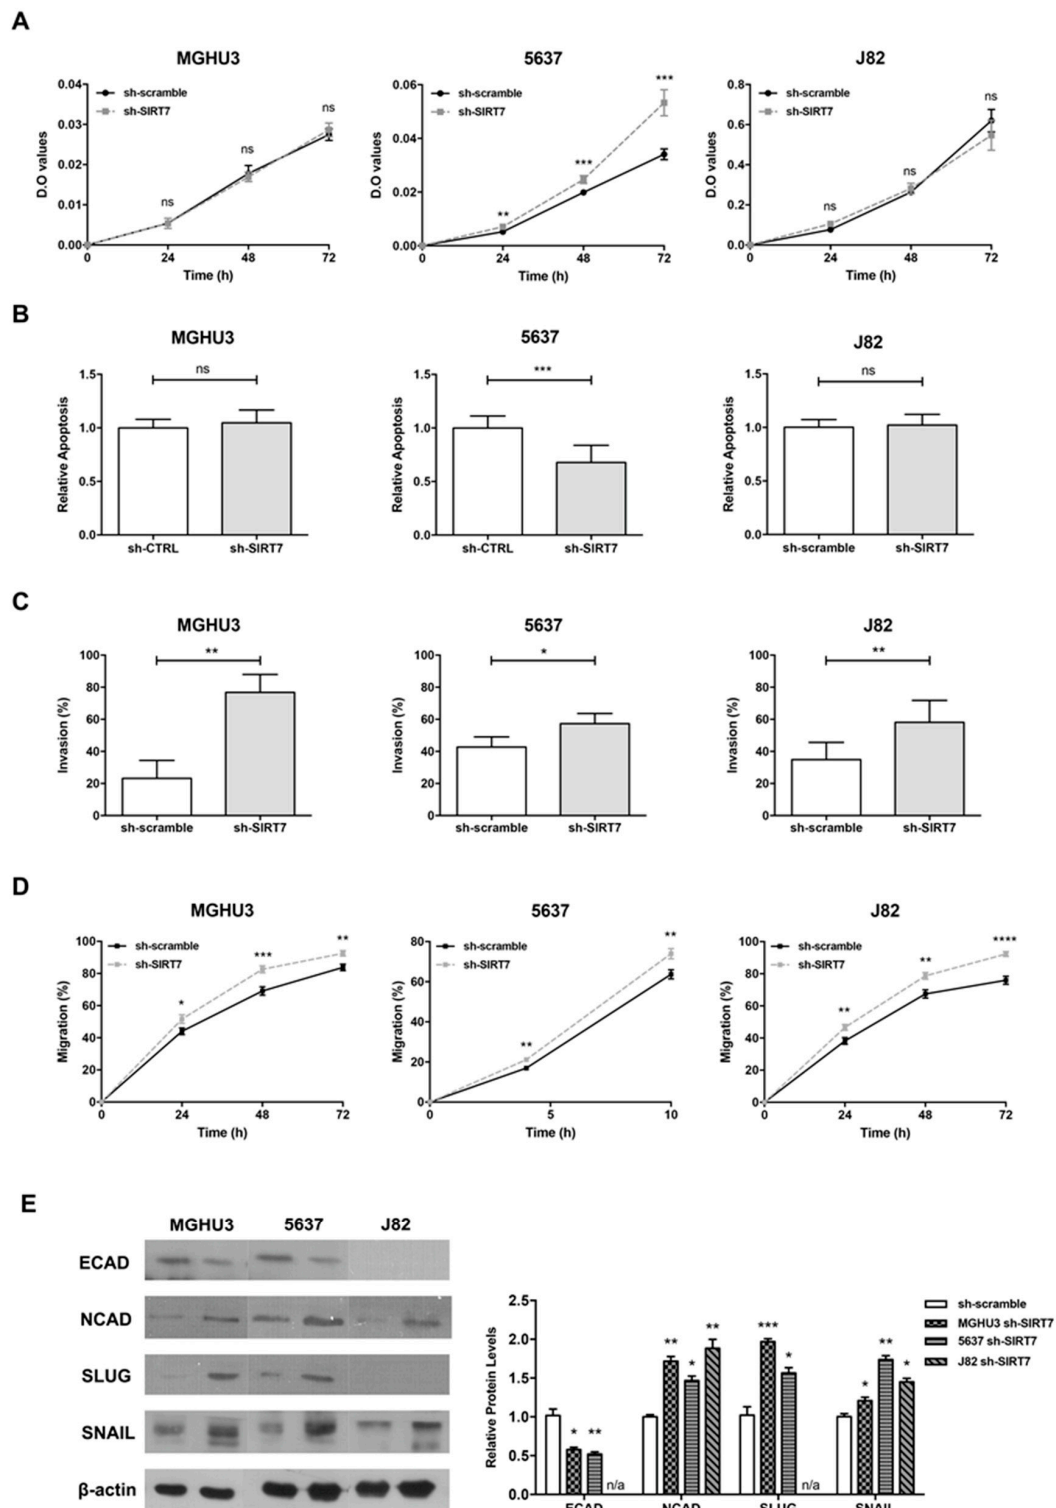 A
MGHU3
5637
J82
0.04
0.03
0.02
0.01
0.00
D.O values
sh-scramble
sh-SIRT7
ns
ns
ns
0
24
48
72
Time (h)
0.06
0.04
0.02
0.00
D.O values
sh-scramble
sh-SIRT7
**
***
***
0
24
48
72
Time (h)
0.8
0.6
0.4
0.2
0.0
D.O values
sh-scramble
sh-SIRT7
ns
ns
ns
0
24
48
72
Time (h)
B
MGHU3
5637
J82
1.5
1.0
0.5
0.0
Relative Apoptosis
ns
sh-CTRL
sh-SIRT7
1.5
1.0
0.5
0.0
Relative Apoptosis
***
sh-CTRL
sh-SIRT7
1.5
1.0
0.5
0.0
Relative Apoptosis
ns
sh-scramble
sh-SIRT7
C
MGHU3
5637
J82
100
80
60
40
20
0
Invasion (%)
**
sh-scramble
sh-SIRT7
100
80
60
40
20
0
Invasion (%)
*
sh-scramble
sh-SIRT7
100
80
60
40
20
0
Invasion (%)
**
sh-scramble
sh-SIRT7
D
MGHU3
5637
J82
100
80
60
40
20
0
Migration (%)
sh-scramble
sh-SIRT7
*
***
**
0
24
48
72
Time (h)
80
60
40
20
0
Migration (%)
sh-scramble
sh-SIRT7
**
**
0
5
10
Time (h)
100
80
60
40
20
0
Migration (%)
sh-scramble
sh-SIRT7
**
**
****
0
24
48
72
Time (h)
E
MGHU3
5637
J82
ECAD
NCAD
SLUG
SNAIL
β-actin
2.5
2.0
1.5
1.0
0.5
0.0
Relative Protein Levels
*
**
n/a
**
*
**
***
*
n/a
*
**
*
ECAD
NCAD
SLUG
SNAIL
sh-scramble
MGHU3 sh-SIRT7
5637 sh-SIRT7
J82 sh-SIRT7